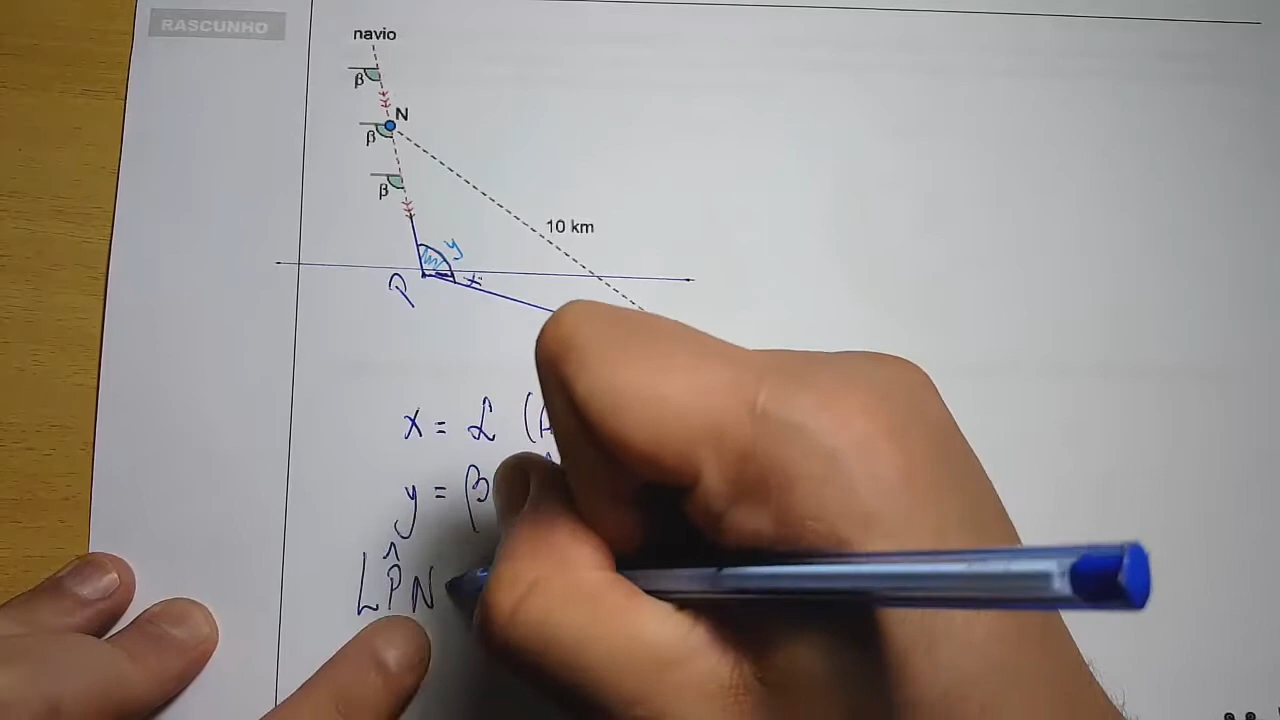 RASCUNHO
navio
β
N
β
β
10 km
y
P
x
x = L (A
y = β
LP̂N